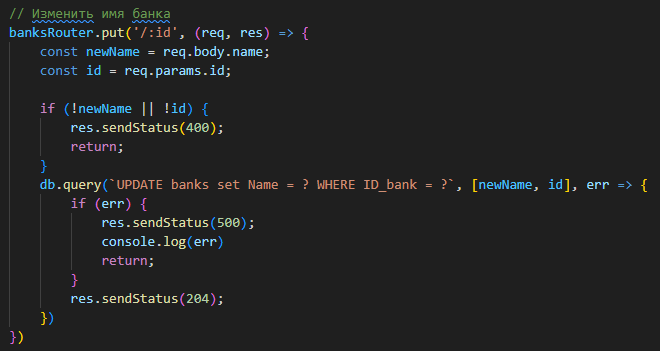 // Изменить имя банка
banksRouter.put('/:id', (req, res) => {
    const newName = req.body.name;
    const id = req.params.id;

    if (!newName || !id) {
        res.sendStatus(400);
        return;
    }
    db.query(`UPDATE banks set Name = ? WHERE ID_bank = ?`, [newName, id], err => {
        if (err) {
            res.sendStatus(500);
            console.log(err)
            return;
        }
        res.sendStatus(204);
    })
})